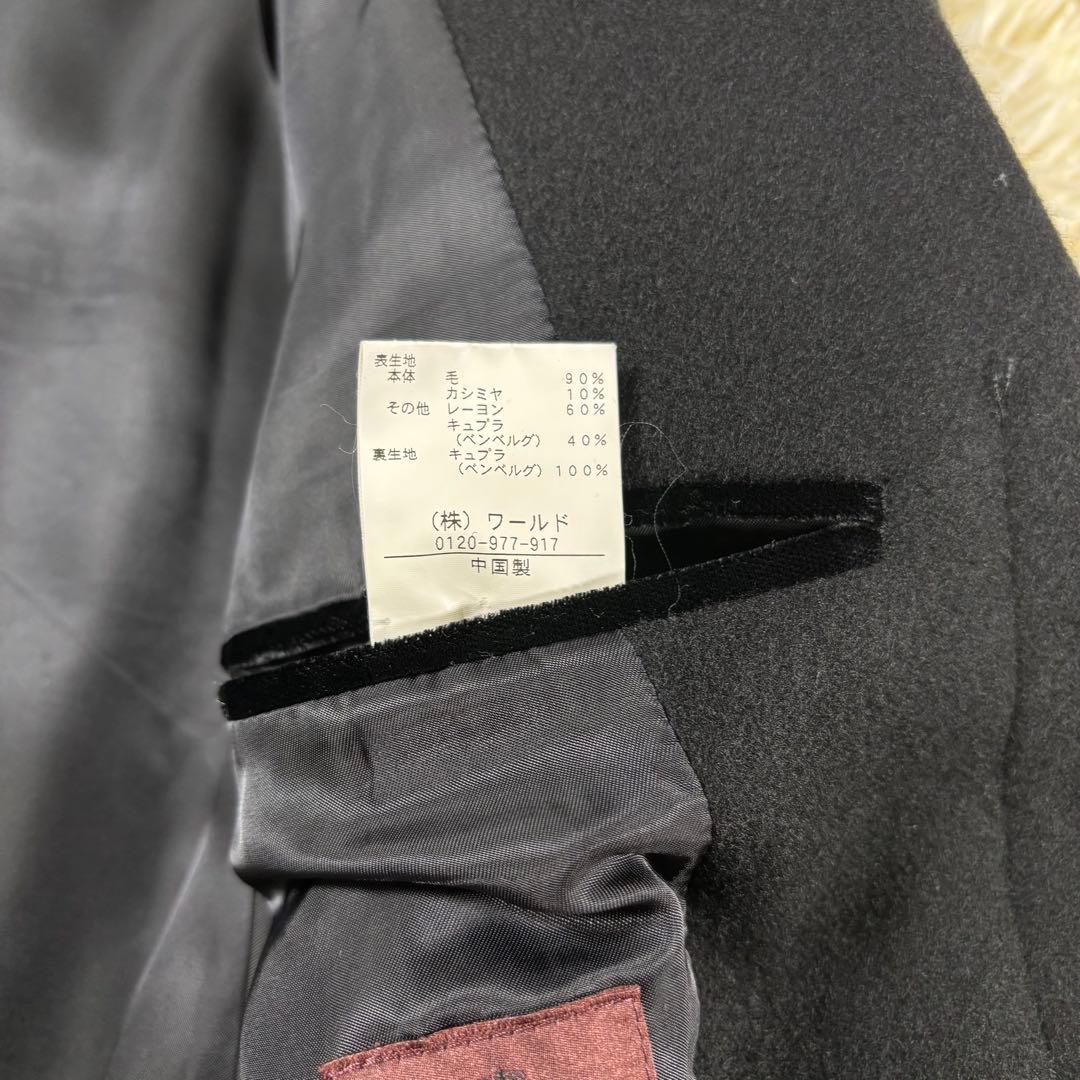 表生地
本体 毛 90%
カシミヤ 10%
その他 レーヨン 60%
キュプラ
(ベンベルグ) 40%
裏生地 キュプラ
(ベンベルグ) 100%
(株) ワールド
0120-977-917
中国製